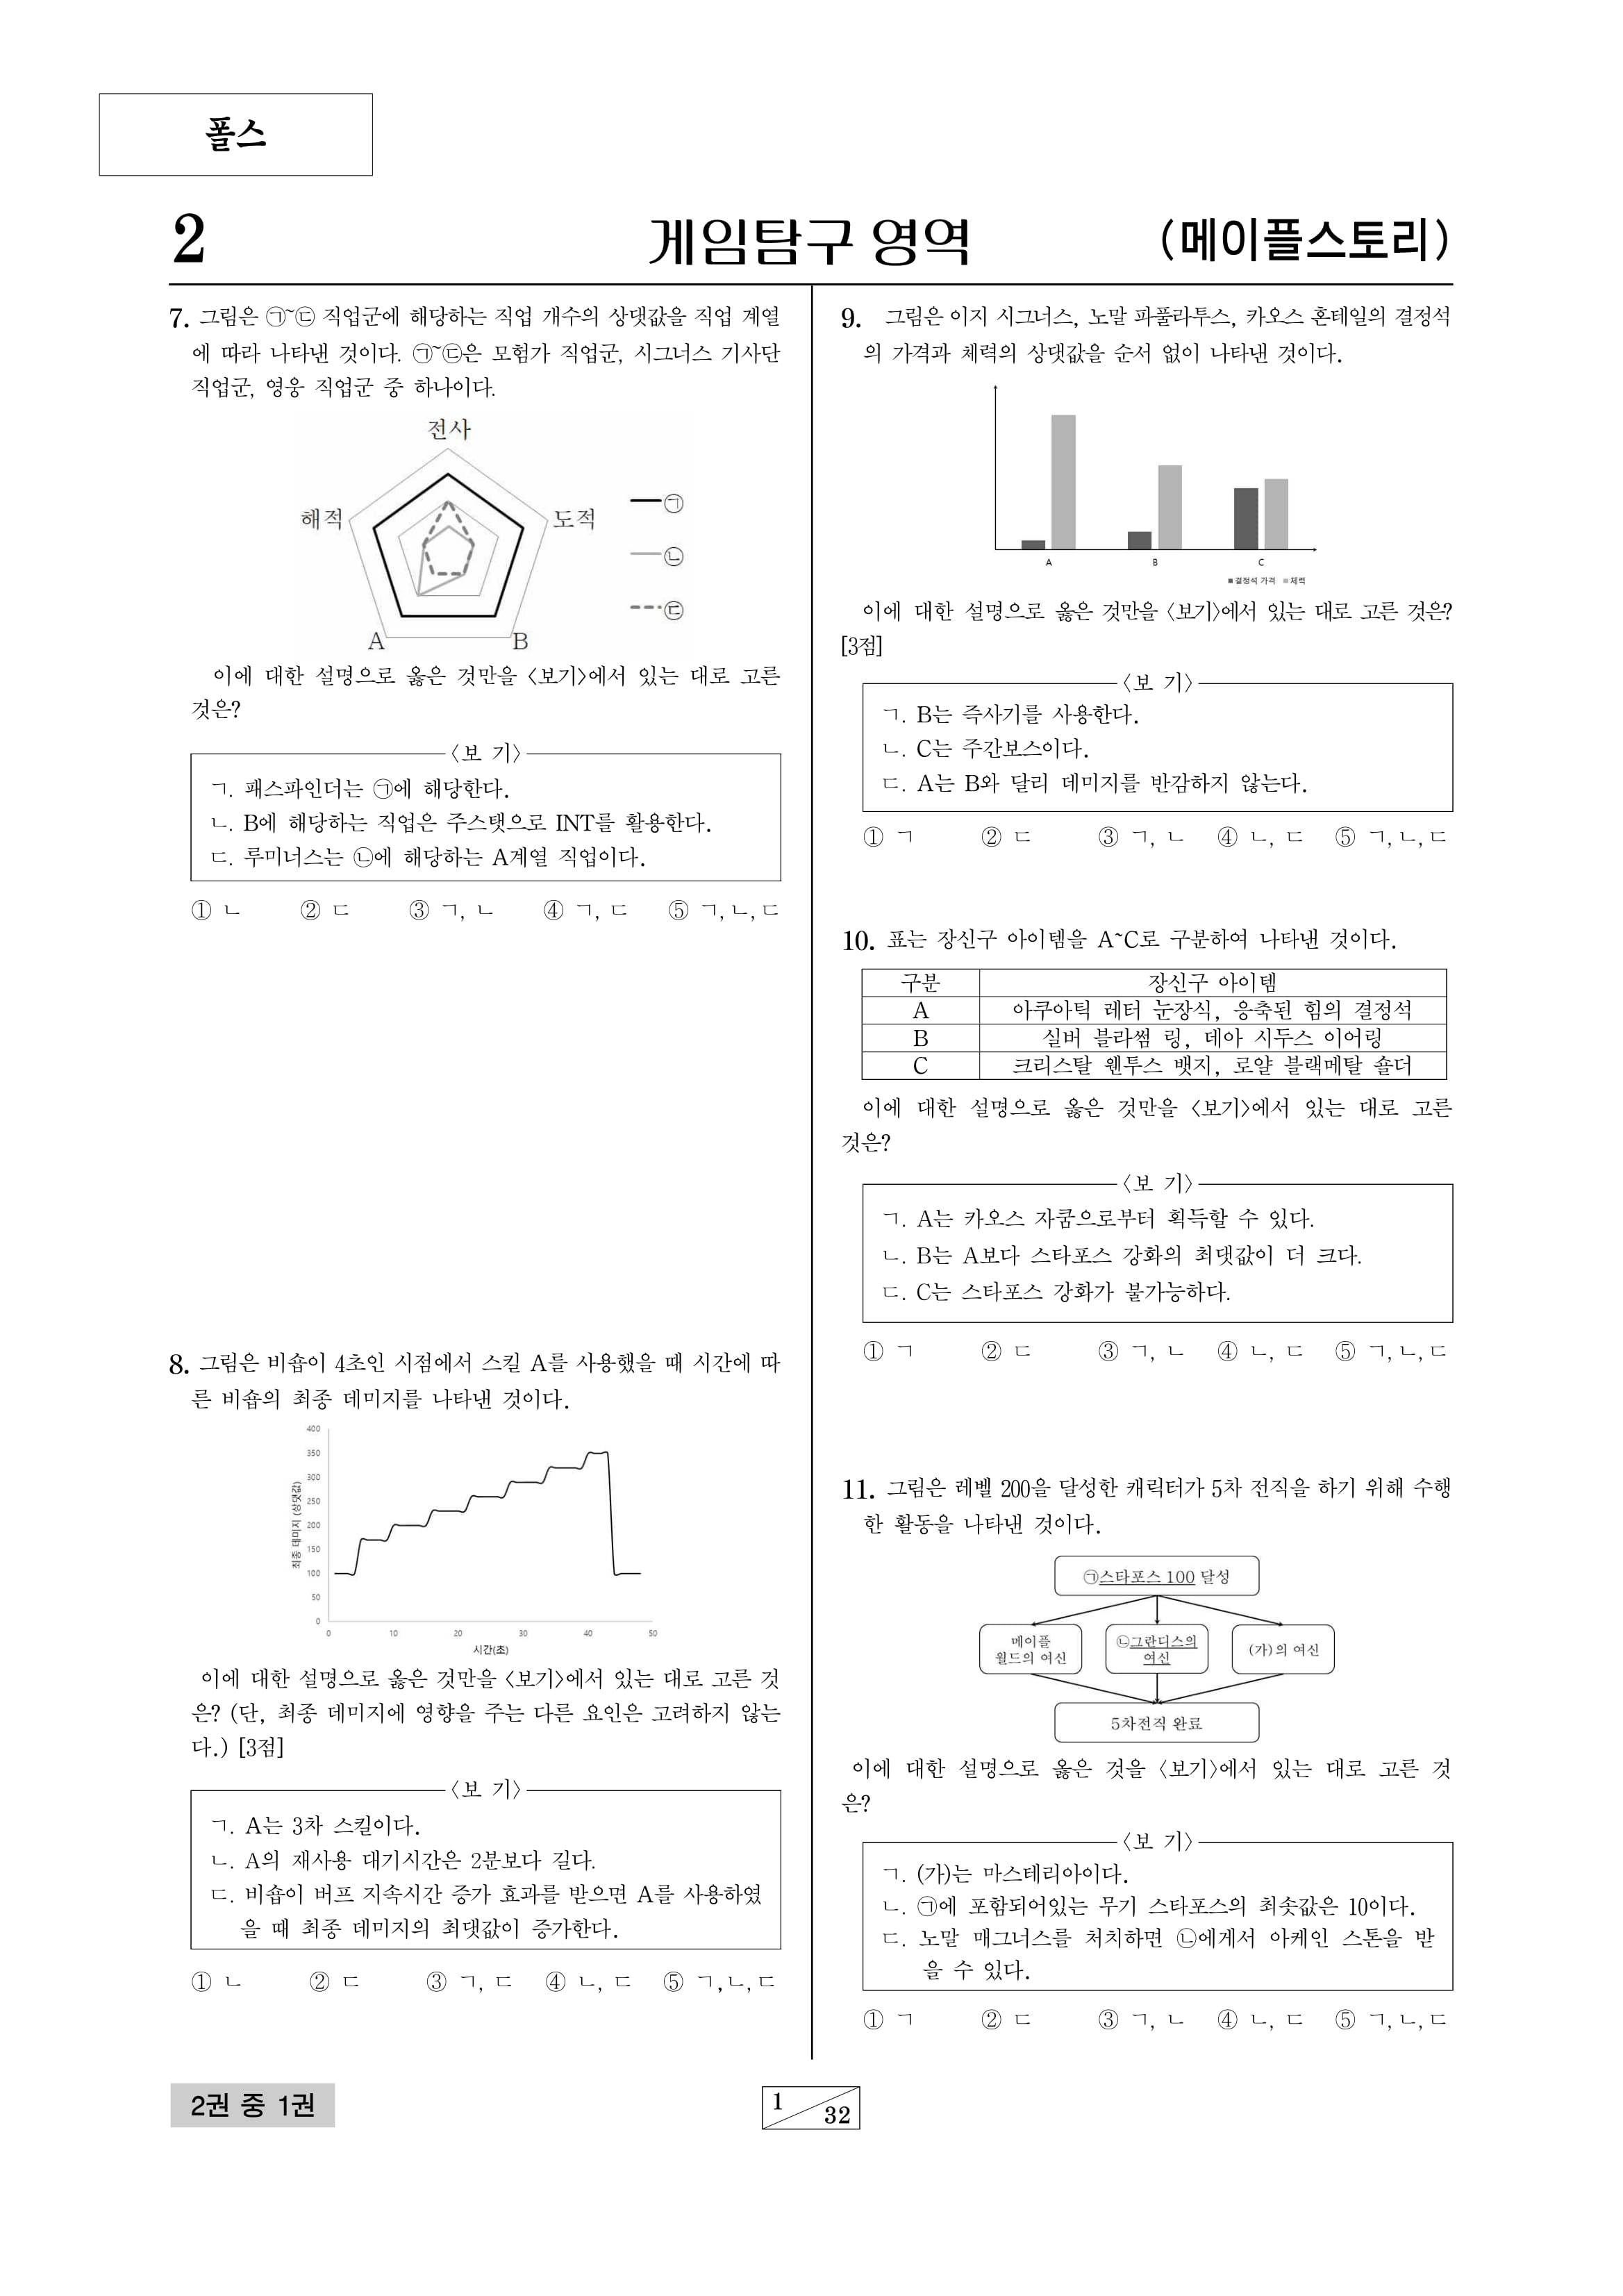 폴스
2
게임탐구 영역
(메이플스토리)
7. 그림은 ㉠~㉢ 직업군에 해당하는 직업 개수의 상댓값을 직업 계열
에 따라 나타낸 것이다. ㉠~㉢은 모험가 직업군, 시그너스 기사단
직업군, 영웅 직업군 중 하나이다.
전사
해적
도적
A
B
㉠
㉡
㉢
이에 대한 설명으로 옳은 것만을 〈보기〉에서 있는 대로 고른
것은?
〈보 기〉
ㄱ. 패스파인더는 ㉠에 해당한다.
ㄴ. B에 해당하는 직업은 주스탯으로 INT를 활용한다.
ㄷ. 루미너스는 ㉡에 해당하는 A계열 직업이다.
① ㄴ ② ㄷ ③ ㄱ, ㄴ ④ ㄱ, ㄷ ⑤ ㄱ, ㄴ, ㄷ
8. 그림은 비숍이 4초인 시점에서 스킬 A를 사용했을 때 시간에 따
른 비숍의 최종 데미지를 나타낸 것이다.
최종 데미지 (상댓값)
400
350
300
250
200
150
100
50
0
0 10 20 30 40 50
시간(초)
이에 대한 설명으로 옳은 것만을 〈보기〉에서 있는 대로 고른 것
은? (단, 최종 데미지에 영향을 주는 다른 요인은 고려하지 않는
다.) [3점]
〈보 기〉
ㄱ. A는 3차 스킬이다.
ㄴ. A의 재사용 대기시간은 2분보다 길다.
ㄷ. 비숍이 버프 지속시간 증가 효과를 받으면 A를 사용하였
을 때 최종 데미지의 최댓값이 증가한다.
① ㄴ ② ㄷ ③ ㄱ, ㄷ ④ ㄴ, ㄷ ⑤ ㄱ, ㄴ, ㄷ
9. 그림은 이지 시그너스, 노말 파풀라투스, 카오스 혼테일의 결정석
의 가격과 체력의 상댓값을 순서 없이 나타낸 것이다.
A B C
■ 결정석 가격 ■ 체력
이에 대한 설명으로 옳은 것만을 〈보기〉에서 있는 대로 고른 것은?
[3점]
〈보 기〉
ㄱ. B는 즉사기를 사용한다.
ㄴ. C는 주간보스이다.
ㄷ. A는 B와 달리 데미지를 반감하지 않는다.
① ㄱ ② ㄷ ③ ㄱ, ㄴ ④ ㄴ, ㄷ ⑤ ㄱ, ㄴ, ㄷ
10. 표는 장신구 아이템을 A~C로 구분하여 나타낸 것이다.
구분 장신구 아이템
A 아쿠아틱 레터 눈장식, 응축된 힘의 결정석
B 실버 블라썸 링, 데아 시두스 이어링
C 크리스탈 웬투스 뱃지, 로얄 블랙메탈 숄더
이에 대한 설명으로 옳은 것만을 〈보기〉에서 있는 대로 고른
것은?
〈보 기〉
ㄱ. A는 카오스 자쿰으로부터 획득할 수 있다.
ㄴ. B는 A보다 스타포스 강화의 최댓값이 더 크다.
ㄷ. C는 스타포스 강화가 불가능하다.
① ㄱ ② ㄷ ③ ㄱ, ㄴ ④ ㄴ, ㄷ ⑤ ㄱ, ㄴ, ㄷ
11. 그림은 레벨 200을 달성한 캐릭터가 5차 전직을 하기 위해 수행
한 활동을 나타낸 것이다.
㉠스타포스 100 달성
메이플
월드의 여신
㉡그란디스의
여신
(가)의 여신
5차전직 완료
이에 대한 설명으로 옳은 것을 〈보기〉에서 있는 대로 고른 것
은?
〈보 기〉
ㄱ. (가)는 마스테리아이다.
ㄴ. ㉠에 포함되어있는 무기 스타포스의 최솟값은 10이다.
ㄷ. 노말 매그너스를 처치하면 ㉡에게서 아케인 스톤을 받
을 수 있다.
① ㄱ ② ㄷ ③ ㄱ, ㄴ ④ ㄴ, ㄷ ⑤ ㄱ, ㄴ, ㄷ
2권 중 1권
1
32